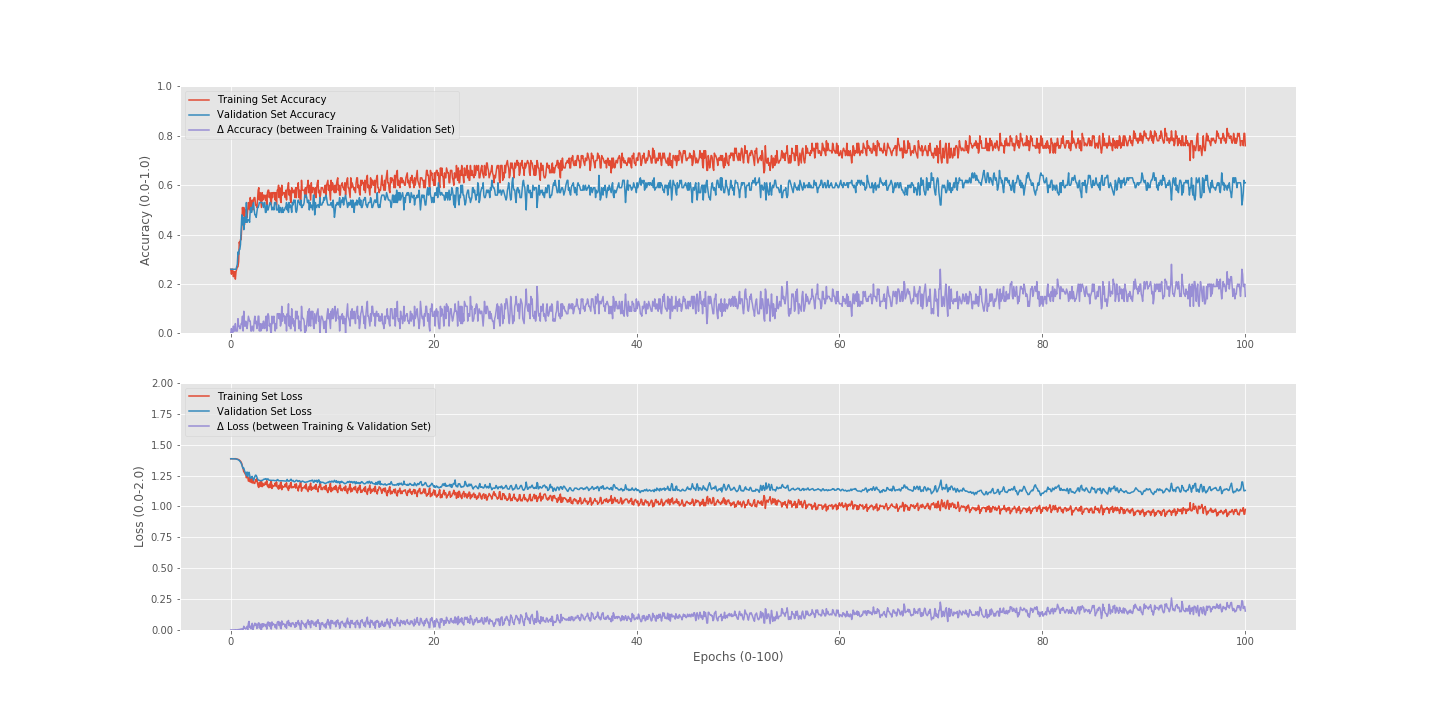 1.0
0.8
0.6
0.4
0.2
0.0
Accuracy (0.0-1.0)
Training Set Accuracy
Validation Set Accuracy
Δ Accuracy (between Training & Validation Set)
0 20 40 60 80 100
2.00
1.75
1.50
1.25
1.00
0.75
0.50
0.25
0.00
Loss (0.0-2.0)
Training Set Loss
Validation Set Loss
Δ Loss (between Training & Validation Set)
0 20 40 60 80 100
Epochs (0-100)